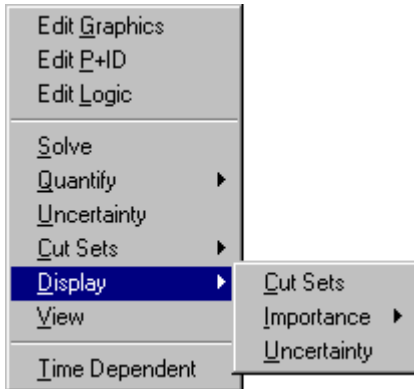 Edit Graphics
Edit P+ID
Edit Logic
Solve
Quantify
Uncertainty
Cut Sets
Display
View
Time Dependent
Cut Sets
Importance
Uncertainty